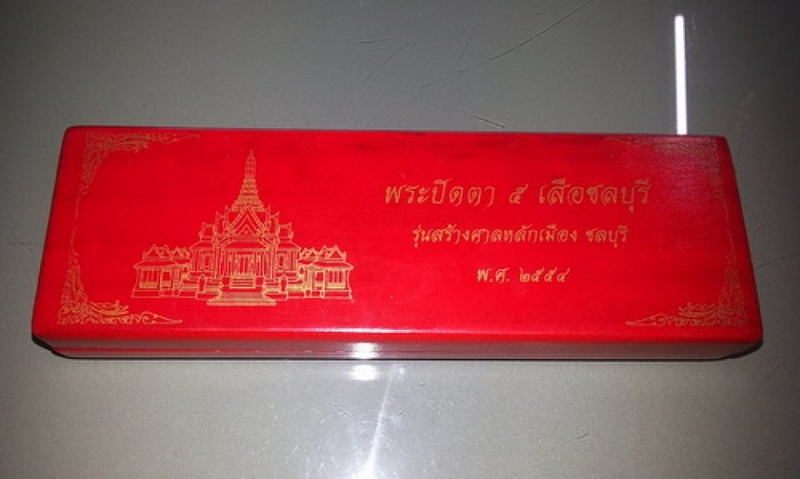 พระปิดตา ๕ เสือชลบุรี
รุ่นสร้างศาลหลักเมือง ชลบุรี
พ.ศ. ๒๕๕๔